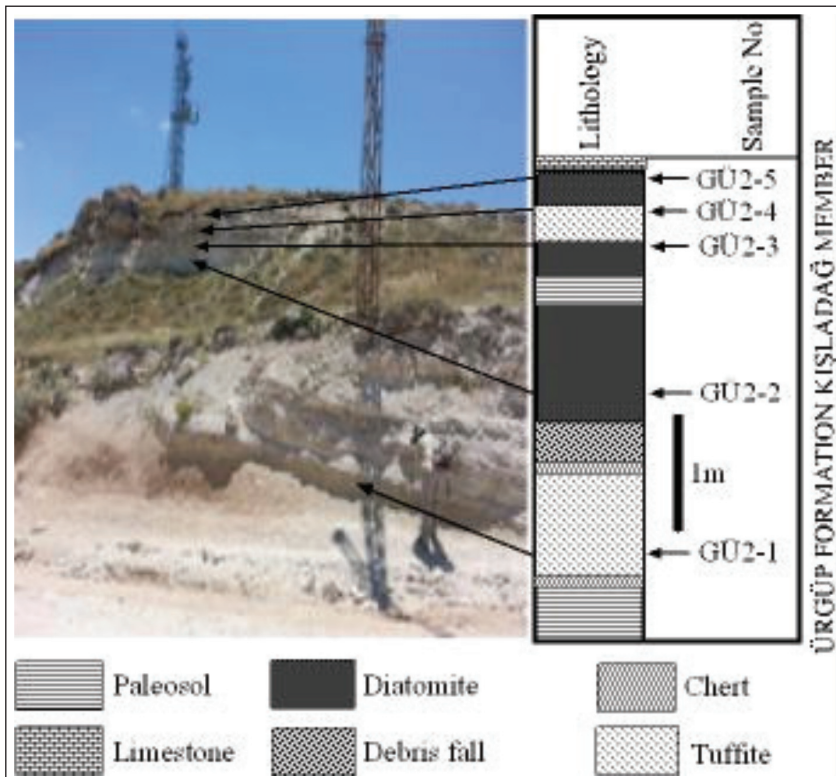 Lithology
Sample No
GÜ2-5
GÜ2-4
GÜ2-3
GÜ2-2
1m
GÜ2-1
ÜRGÜP FORMATION KIŞLADAĞ MEMBER
Paleosol
Diatomite
Chert
Limestone
Debris fall
Tuffite